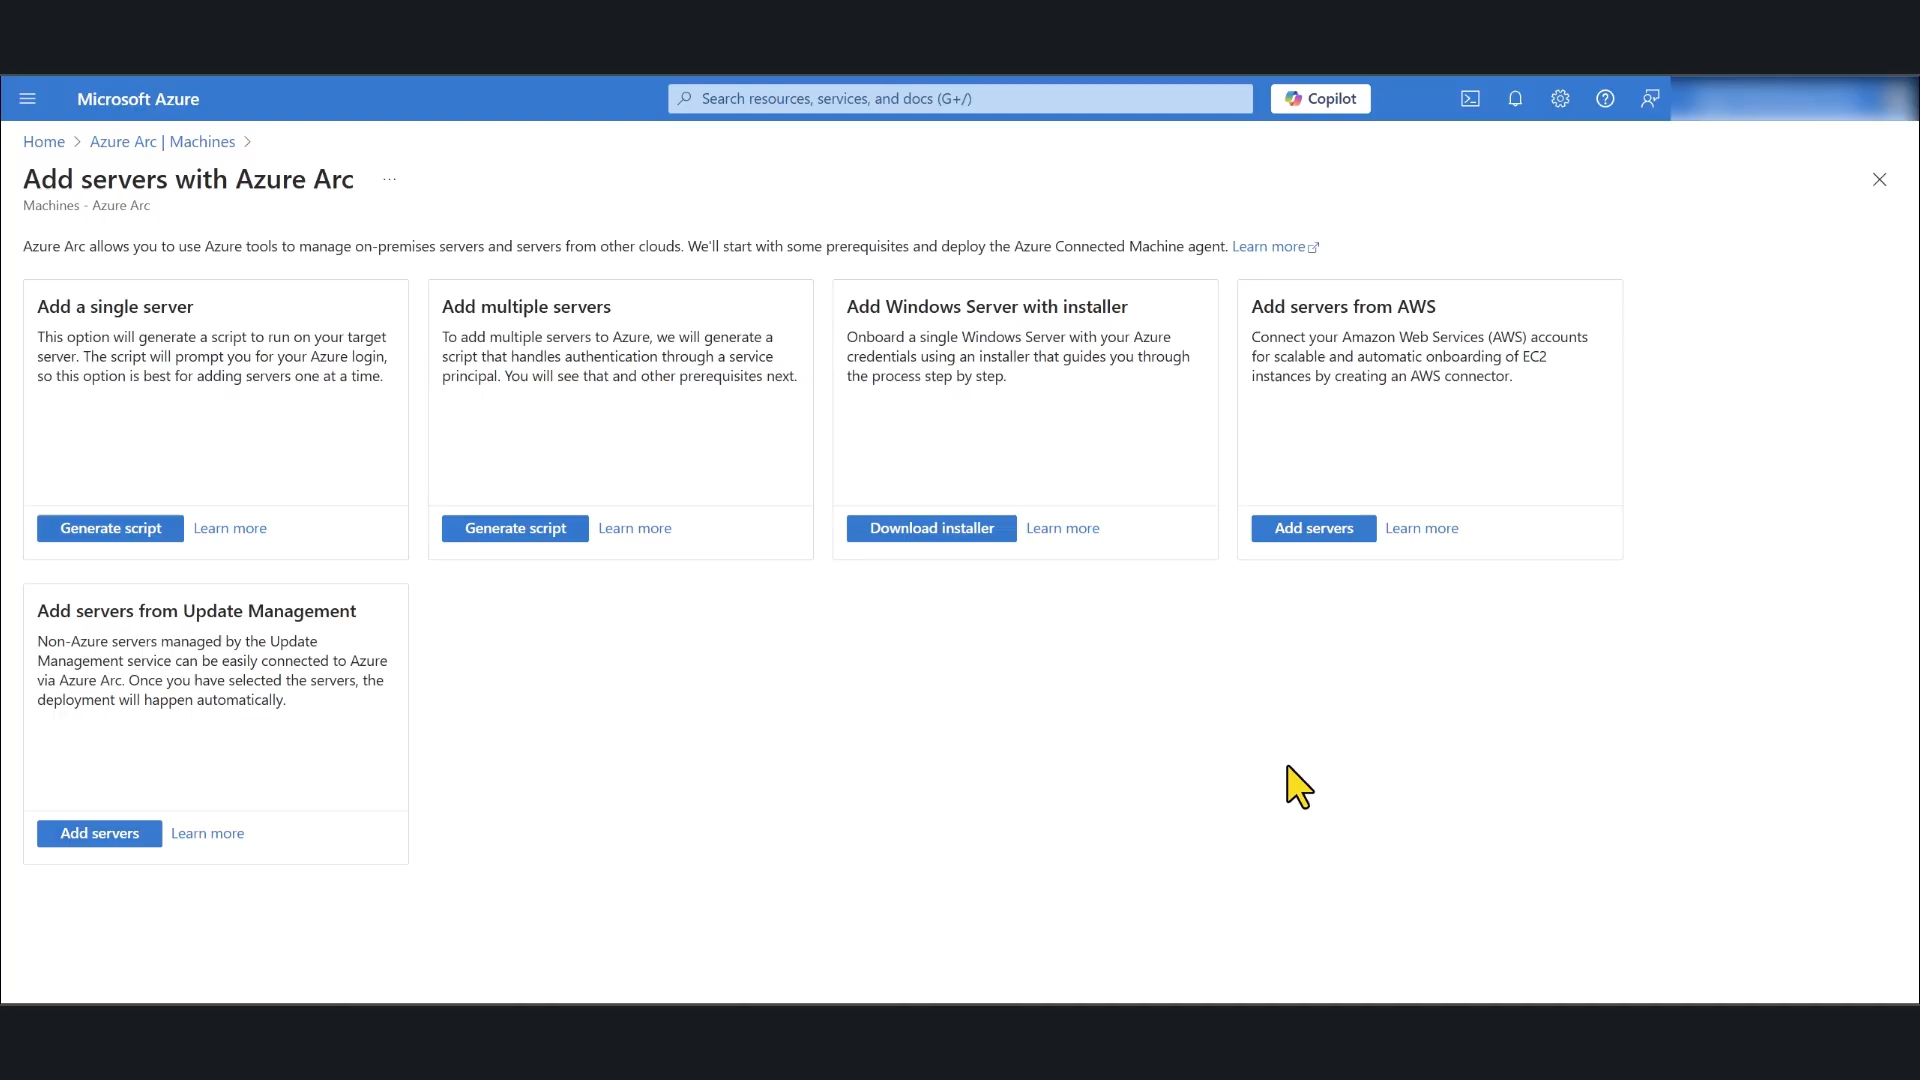 Microsoft Azure
Search resources, services, and docs (G+/)
Copilot
Home > Azure Arc | Machines >
Add servers with Azure Arc ...
Machines - Azure Arc
Azure Arc allows you to use Azure tools to manage on-premises servers and servers from other clouds. We'll start with some prerequisites and deploy the Azure Connected Machine agent. Learn more
Add a single server
This option will generate a script to run on your target
server. The script will prompt you for your Azure login,
so this option is best for adding servers one at a time.
Generate script
Learn more
Add multiple servers
To add multiple servers to Azure, we will generate a
script that handles authentication through a service
principal. You will see that and other prerequisites next.
Generate script
Learn more
Add Windows Server with installer
Onboard a single Windows Server with your Azure
credentials using an installer that guides you through
the process step by step.
Download installer
Learn more
Add servers from AWS
Connect your Amazon Web Services (AWS) accounts
for scalable and automatic onboarding of EC2
instances by creating an AWS connector.
Add servers
Learn more
Add servers from Update Management
Non-Azure servers managed by the Update
Management service can be easily connected to Azure
via Azure Arc. Once you have selected the servers, the
deployment will happen automatically.
Add servers
Learn more